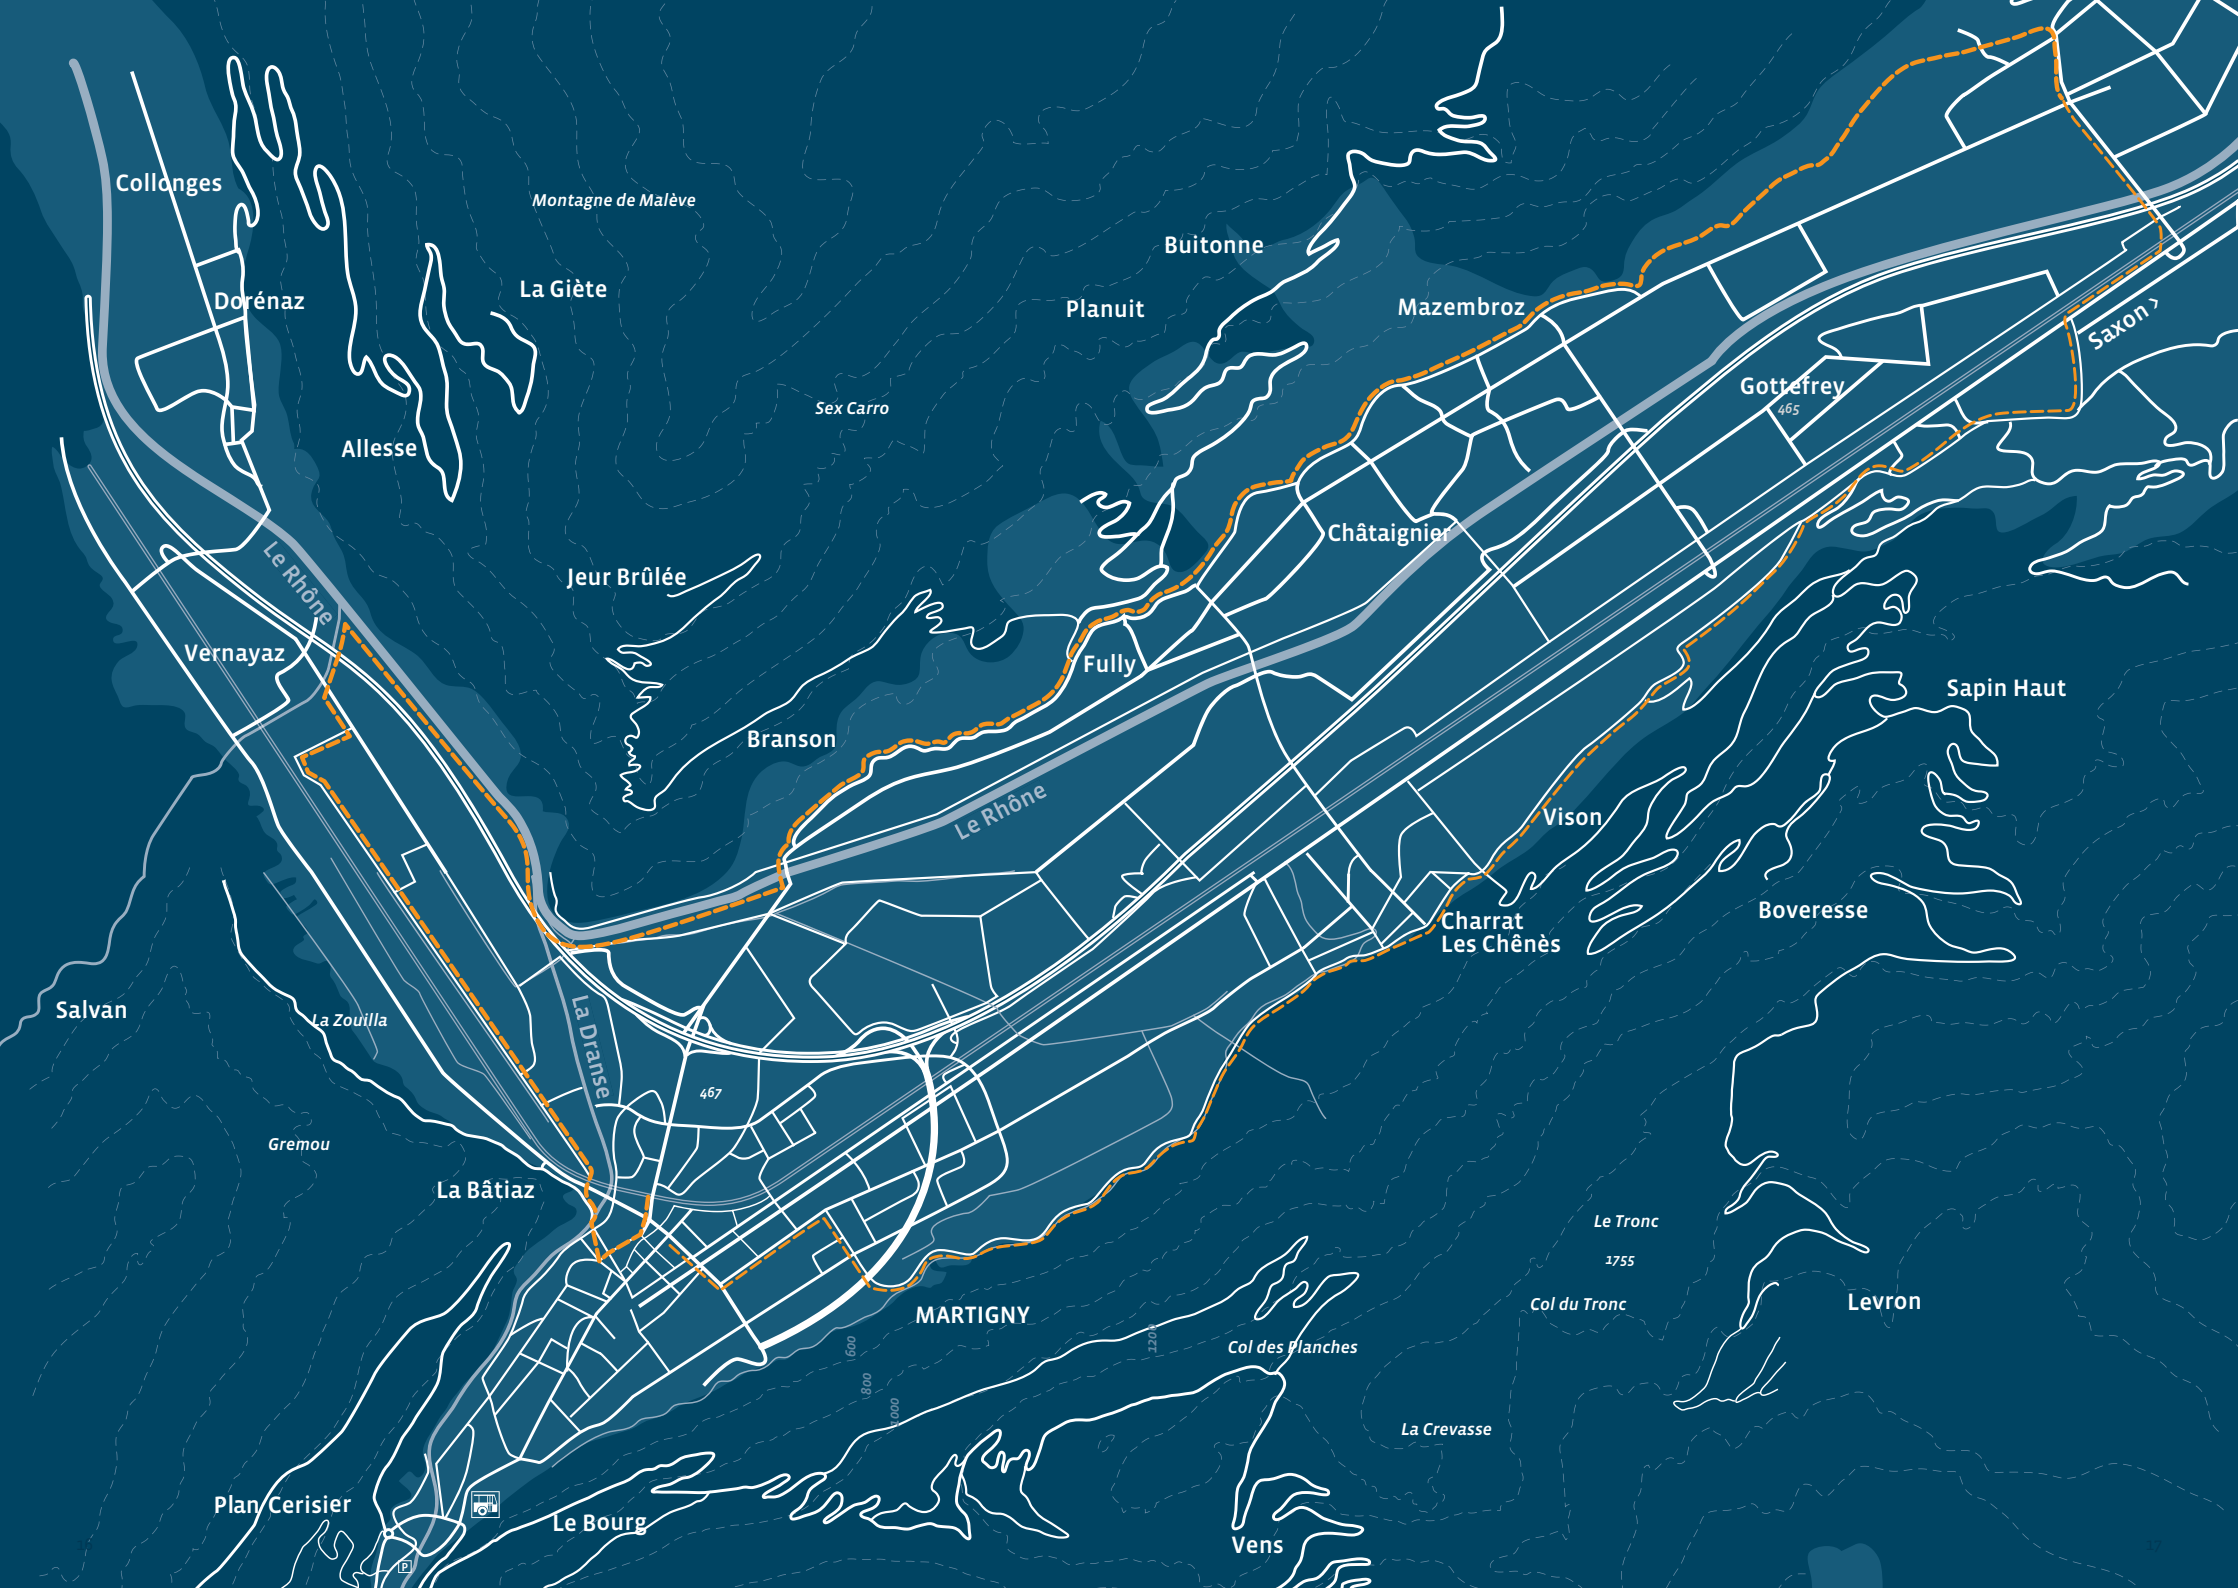 Collonges
Montagne de Malève
Buitonne
La Giète
Dorénaz
Planuit
Mazembroz
Saxon >
Gottefrey
465
Sex Carro
Allesse
Châtaignier
Le Rhône
Jeur Brûlée
Vernayaz
Fully
Sapin Haut
Branson
Le Rhône
Vison
Boveresse
Charrat
Les Chênès
Salvan
La Zouilla
La Dranse
467
Gremou
La Bâtiaz
Le Tronc
1755
Levron
Col du Tronc
MARTIGNY
600
800
1000
1200
Col des Planches
La Crevasse
Plan Cerisier
Le Bourg
Vens
P